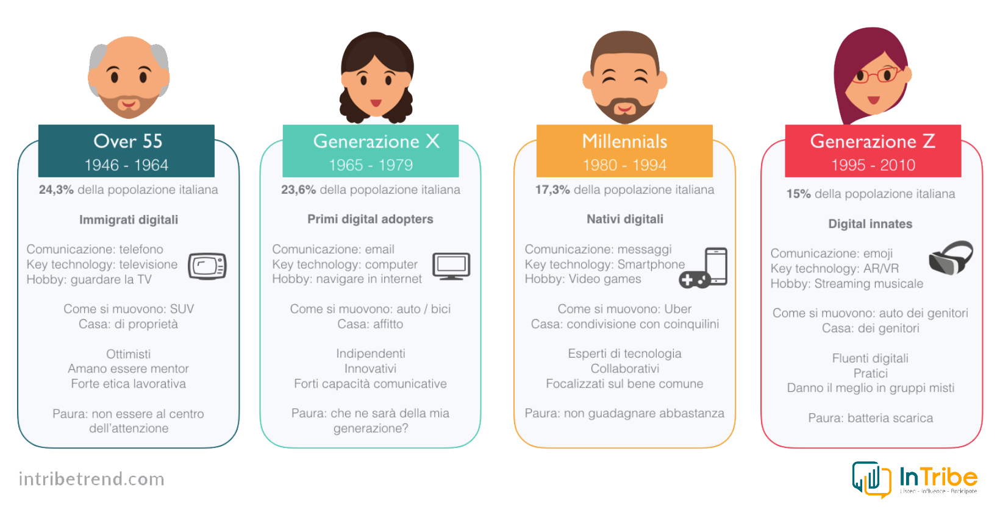 Over 55
1946 - 1964
24,3% della popolazione italiana
Immigrati digitali
Comunicazione: telefono
Key technology: televisione
Hobby: guardare la TV
Come si muovono: SUV
Casa: di proprietà
Ottimisti
Amano essere mentor
Forte etica lavorativa
Paura: non essere al centro
dell'attenzione
Generazione X
1965 - 1979
23,6% della popolazione italiana
Primi digital adopters
Comunicazione: email
Key technology: computer
Hobby: navigare in internet
Come si muovono: auto / bici
Casa: affitto
Indipendenti
Innovativi
Forti capacità comunicative
Paura: che ne sarà della mia
generazione?
Millennials
1980 - 1994
17,3% della popolazione italiana
Nativi digitali
Comunicazione: messaggi
Key technology: Smartphone
Hobby: Video games
Come si muovono: Uber
Casa: condivisione con coinquilini
Esperti di tecnologia
Collaborativi
Focalizzati sul bene comune
Paura: non guadagnare abbastanza
Generazione Z
1995 - 2010
15% della popolazione italiana
Digital innates
Comunicazione: emoji
Key technology: AR/VR
Hobby: Streaming musicale
Come si muovono: auto dei genitori
Casa: dei genitori
Fluenti digitali
Pratici
Danno il meglio in gruppi misti
Paura: batteria scarica
intribetrend.com
InTribe
Listen - Influence - Anticipate